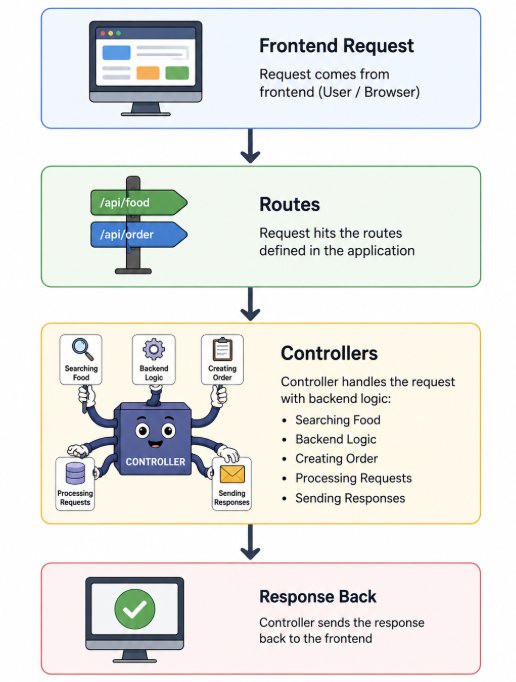 Frontend Request
Request comes from
frontend (User / Browser)
/api/food
/api/order
Routes
Request hits the routes
defined in the application
Searching
Food
Backend
Logic
Creating
Order
CONTROLLER
Processing
Requests
Sending
Responses
Controllers
Controller handles the request
with backend logic:
• Searching Food
• Backend Logic
• Creating Order
• Processing Requests
• Sending Responses
Response Back
Controller sends the response
back to the frontend